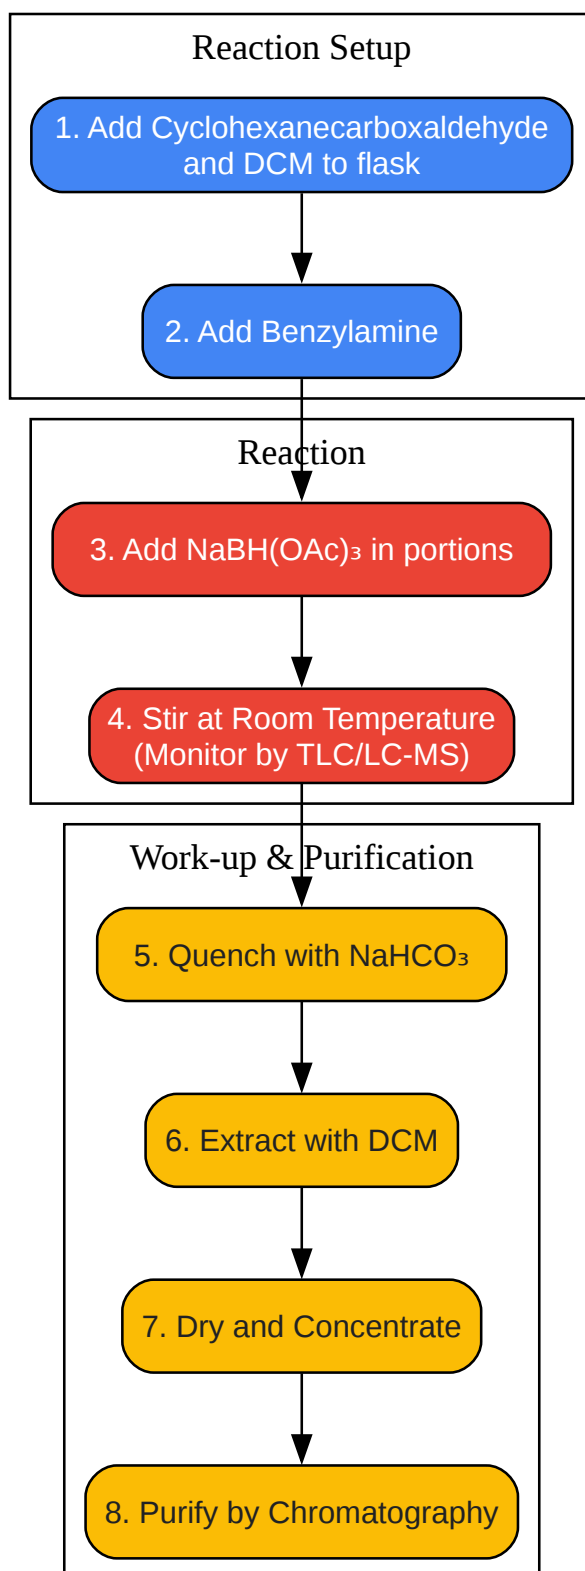 Reaction Setup
1. Add Cyclohexanecarboxaldehyde
and DCM to flask
2. Add Benzylamine
Reaction
3. Add NaBH(OAc)₃ in portions
4. Stir at Room Temperature
(Monitor by TLC/LC-MS)
Work-up & Purification
5. Quench with NaHCO₃
6. Extract with DCM
7. Dry and Concentrate
8. Purify by Chromatography